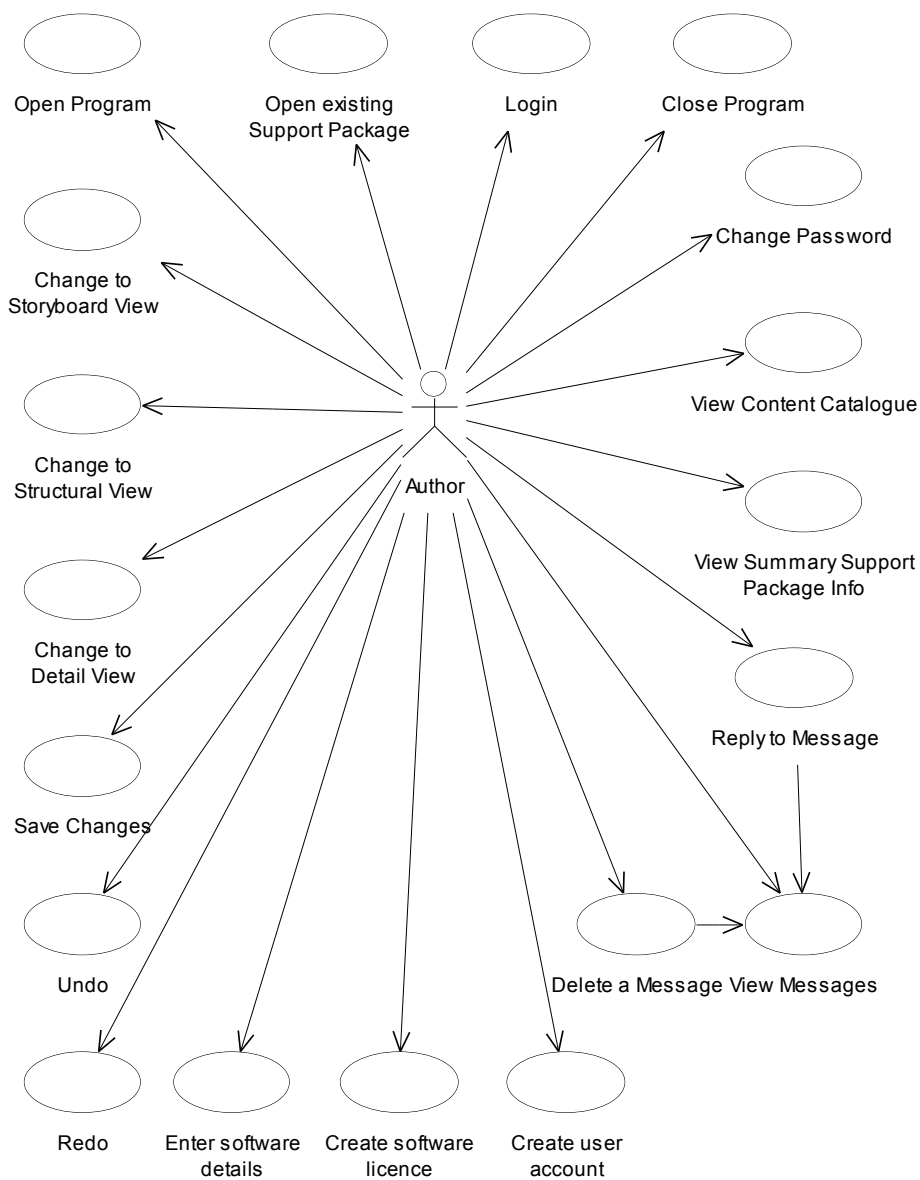 Open Program
Open existing
Support Package
Login
Close Program
Change Password
Change to
Storyboard View
View Content Catalogue
Change to
Structural View
Author
View Summary Support
Package Info
Change to
Detail View
Reply to Message
Save Changes
Undo
Delete a Message
View Messages
Redo
Enter software
details
Create software
licence
Create user
account